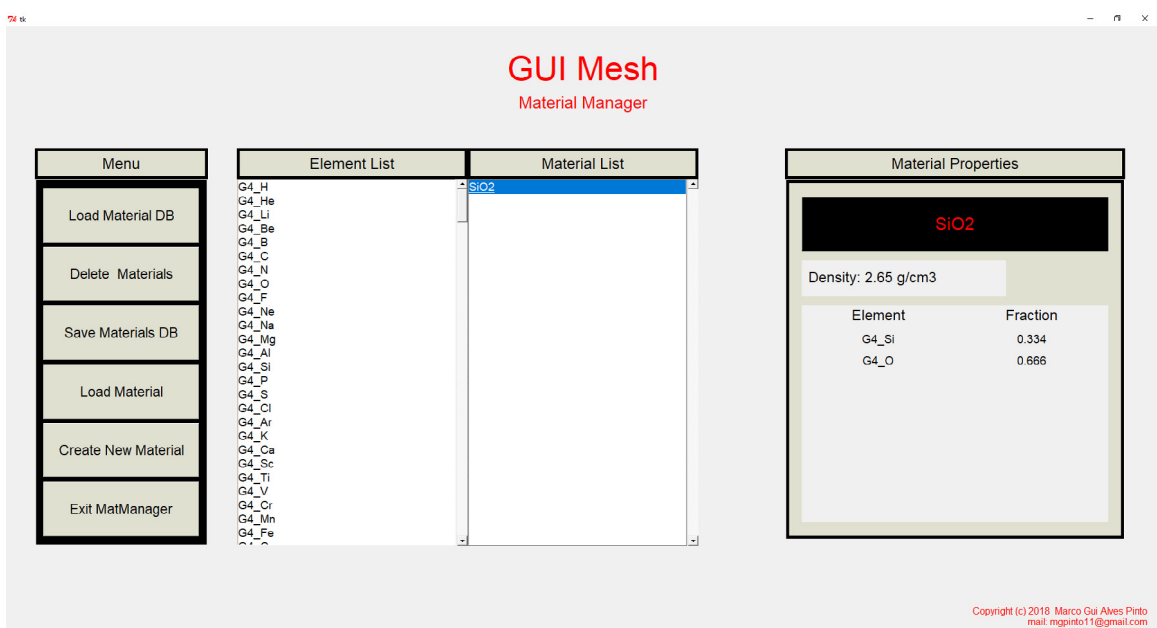 tk
GUI Mesh
Material Manager
Menu
Load Material DB
Delete Materials
Save Materials DB
Load Material
Create New Material
Exit MatManager
Element List
G4_H
G4_He
G4_Li
G4_Be
G4_B
G4_C
G4_N
G4_O
G4_F
G4_Ne
G4_Na
G4_Mg
G4_Al
G4_Si
G4_P
G4_S
G4_Cl
G4_Ar
G4_K
G4_Ca
G4_Sc
G4_Ti
G4_V
G4_Cr
G4_Mn
G4_Fe
Material List
SiO2
Material Properties
SiO2
Density: 2.65 g/cm3
Element Fraction
G4_Si 0.334
G4_O 0.666
Copyright (c) 2018 Marco Gui Alves Pinto
mail: mgpinto11@gmail.com